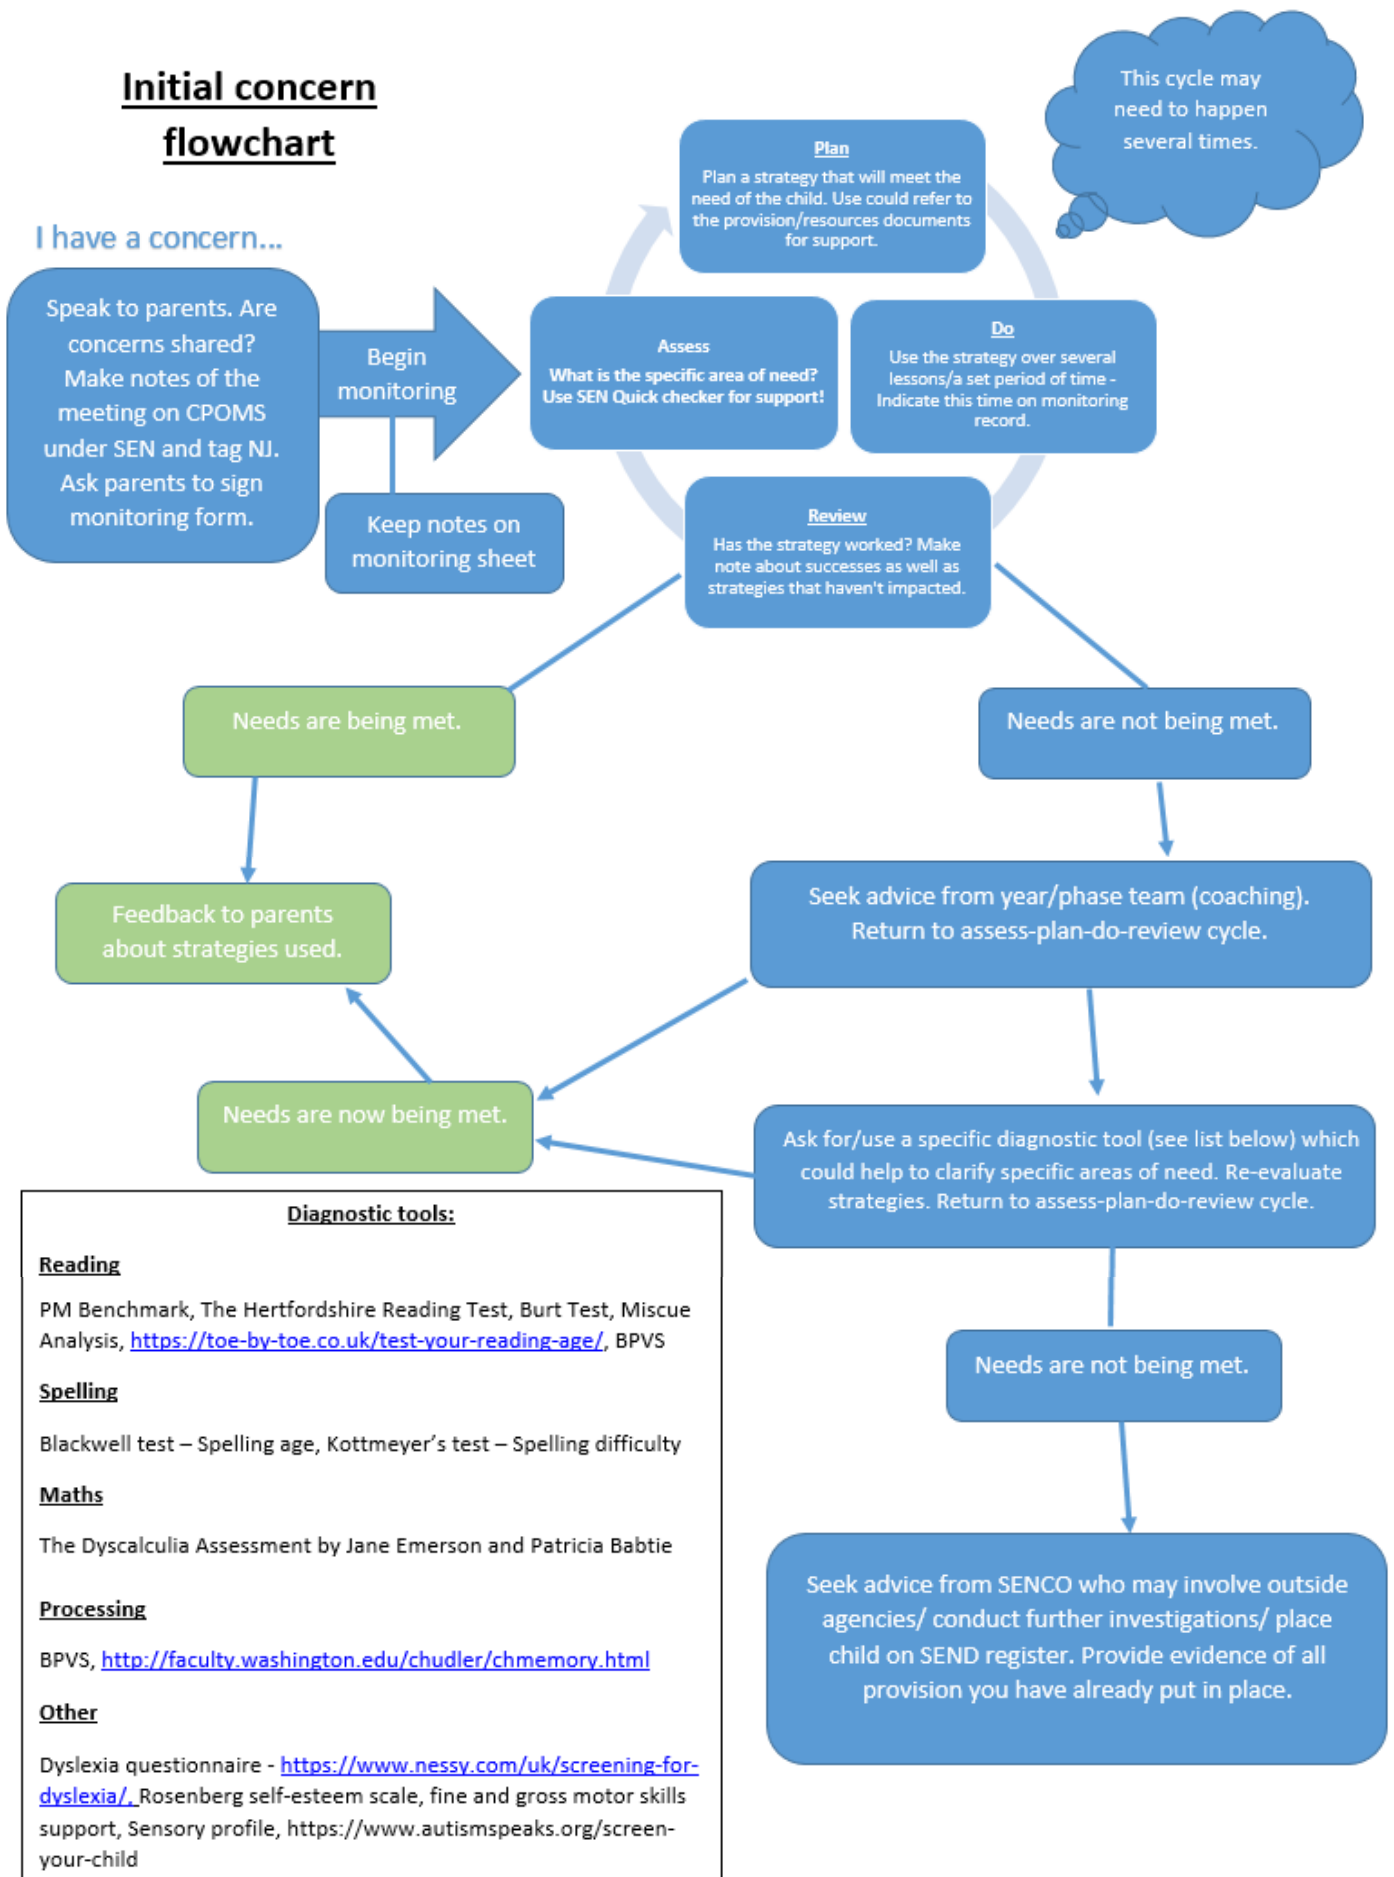 Initial concern
flowchart
This cycle may
need to happen
several times.
I have a concern...
Speak to parents. Are
concerns shared?
Make notes of the
meeting on CPOMS
under SEN and tag NJ.
Ask parents to sign
monitoring form.
Begin
monitoring
Keep notes on
monitoring sheet
Plan
Plan a strategy that will meet the
need of the child. Use could refer to
the provision/resources documents
for support.
Assess
What is the specific area of need?
Use SEN Quick checker for support!
Do
Use the strategy over several
lessons/a set period of time -
Indicate this time on monitoring
record.
Review
Has the strategy worked? Make
note about successes as well as
strategies that haven't impacted.
Needs are being met.
Needs are not being met.
Feedback to parents
about strategies used.
Seek advice from year/phase team (coaching).
Return to assess-plan-do-review cycle.
Needs are now being met.
Ask for/use a specific diagnostic tool (see list below) which
could help to clarify specific areas of need. Re-evaluate
strategies. Return to assess-plan-do-review cycle.
Needs are not being met.
Seek advice from SENCO who may involve outside
agencies/ conduct further investigations/ place
child on SEND register. Provide evidence of all
provision you have already put in place.
Diagnostic tools:
Reading
PM Benchmark, The Hertfordshire Reading Test, Burt Test, Miscue
Analysis, https://toe-by-toe.co.uk/test-your-reading-age/, BPVS
Spelling
Blackwell test – Spelling age, Kottmeyer’s test – Spelling difficulty
Maths
The Dyscalculia Assessment by Jane Emerson and Patricia Babtie
Processing
BPVS, http://faculty.washington.edu/chudler/chmemory.html
Other
Dyslexia questionnaire - https://www.nessy.com/uk/screening-for-
dyslexia/, Rosenberg self-esteem scale, fine and gross motor skills
support, Sensory profile, https://www.autismspeaks.org/screen-
your-child